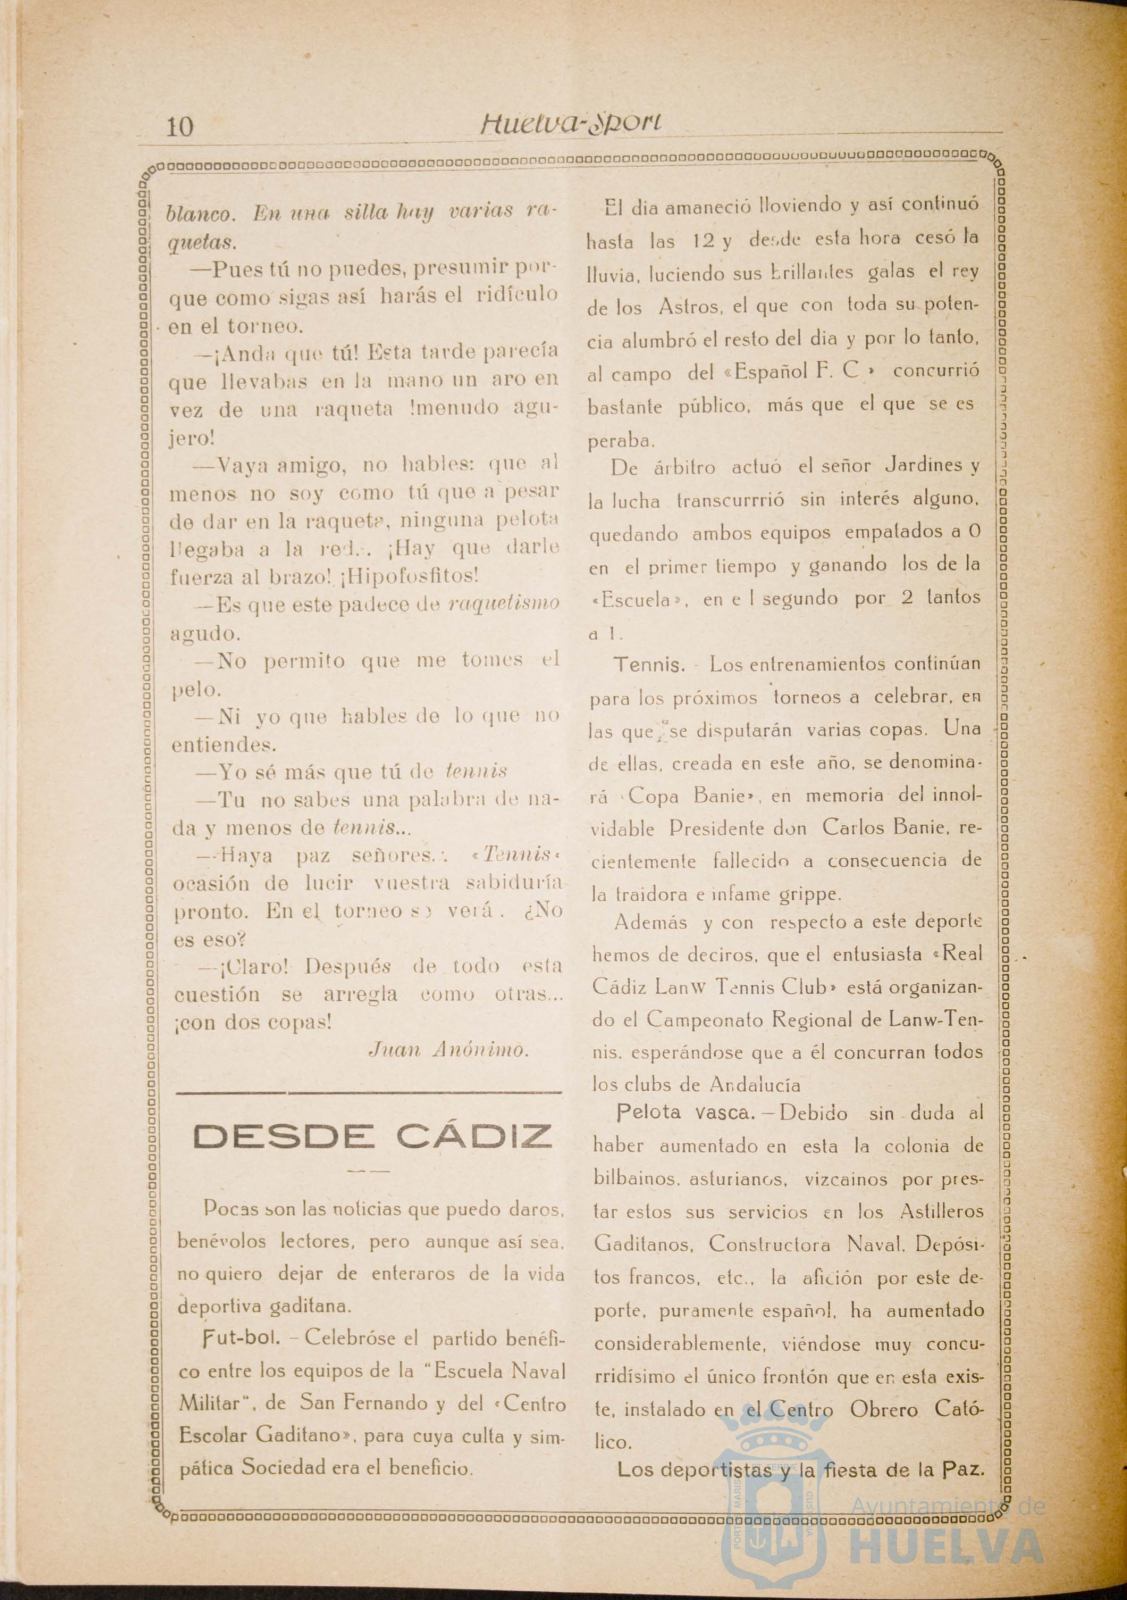 10
Huelva-Sport
blanco. En una silla hay varias ra-
quetas.
—Pues tú no puedes, presumir por-
que como sigas así harás el ridículo
en el torneo.
—¡Anda que tú! Esta tarde parecía
que llevabas en la mano un aro en
vez de una raqueta !menudo agu-
jero!
—Vaya amigo, no hables: que al
menos no soy como tú que a pesar
de dar en la raqueta, ninguna pelota
llegaba a la red.. ¡Hay que darle
fuerza al brazo! ¡Hipofosfitos!
—Es que este padece de raquetismo
agudo.
—No permito que me tomes el
pelo.
—Ni yo que hables de lo que no
entiendes.
—Yo sé más que tú de tennis
—Tu no sabes una palabra de na-
da y menos de tennis...
—Haya paz señores.. «Tennis«
ocasión de lucir vuestra sabiduría
pronto. En el torneo se verá. ¿No
es eso?
—¡Claro! Después de todo esta
cuestión se arregla como otras...
¡con dos copas!
Juan Anónimo.
DESDE CÁDIZ
Pocas son las noticias que puedo daros,
benévolos lectores, pero aunque así sea,
no quiero dejar de enteraros de la vida
deportiva gaditana.
Fut-bol. – Celebróse el partido benéfi-
co entre los equipos de la "Escuela Naval
Militar", de San Fernando y del «Centro
Escolar Gaditano», para cuya culta y sim-
pática Sociedad era el beneficio.
El dia amaneció lloviendo y así continuó
hasta las 12 y desde esta hora cesó la
lluvia, luciendo sus brillantes galas el rey
de los Astros, el que con toda su poten-
cia alumbró el resto del dia y por lo tanto,
al campo del «Español F. C » concurrió
bastante público, más que el que se es
peraba.
De árbitro actuó el señor Jardines y
la lucha transcurrrió sin interés alguno,
quedando ambos equipos empatados a 0
en el primer tiempo y ganando los de la
«Escuela», en e l segundo por 2 tantos
a 1.
Tennis. - Los entrenamientos continúan
para los próximos torneos a celebrar, en
las que se disputarán varias copas. Una
de ellas, creada en este año, se denomina-
rá «Copa Banie», en memoria del innol-
vidable Presidente don Carlos Banie, re-
cientemente fallecido a consecuencia de
la traidora e infame grippe.
Además y con respecto a este deporte
hemos de deciros, que el entusiasta «Real
Cádiz Lanw Tennis Club» está organizan-
do el Campeonato Regional de Lanw-Ten-
nis. esperándose que a él concurran todos
los clubs de Andalucía
Pelota vasca. – Debido sin duda al
haber aumentado en esta la colonia de
bilbainos. asturianos, vizcainos por pres-
tar estos sus servicios en los Astilleros
Gaditanos, Constructora Naval. Depósi-
tos francos, etc., la afición por este de-
porte, puramente español, ha aumentado
considerablemente, viéndose muy concu-
rridísimo el único frontón que en esta exis-
te, instalado en el Centro Obrero Cató-
lico.
Los deportistas y la fiesta de la Paz.
Ayuntamiento de
HUELVA